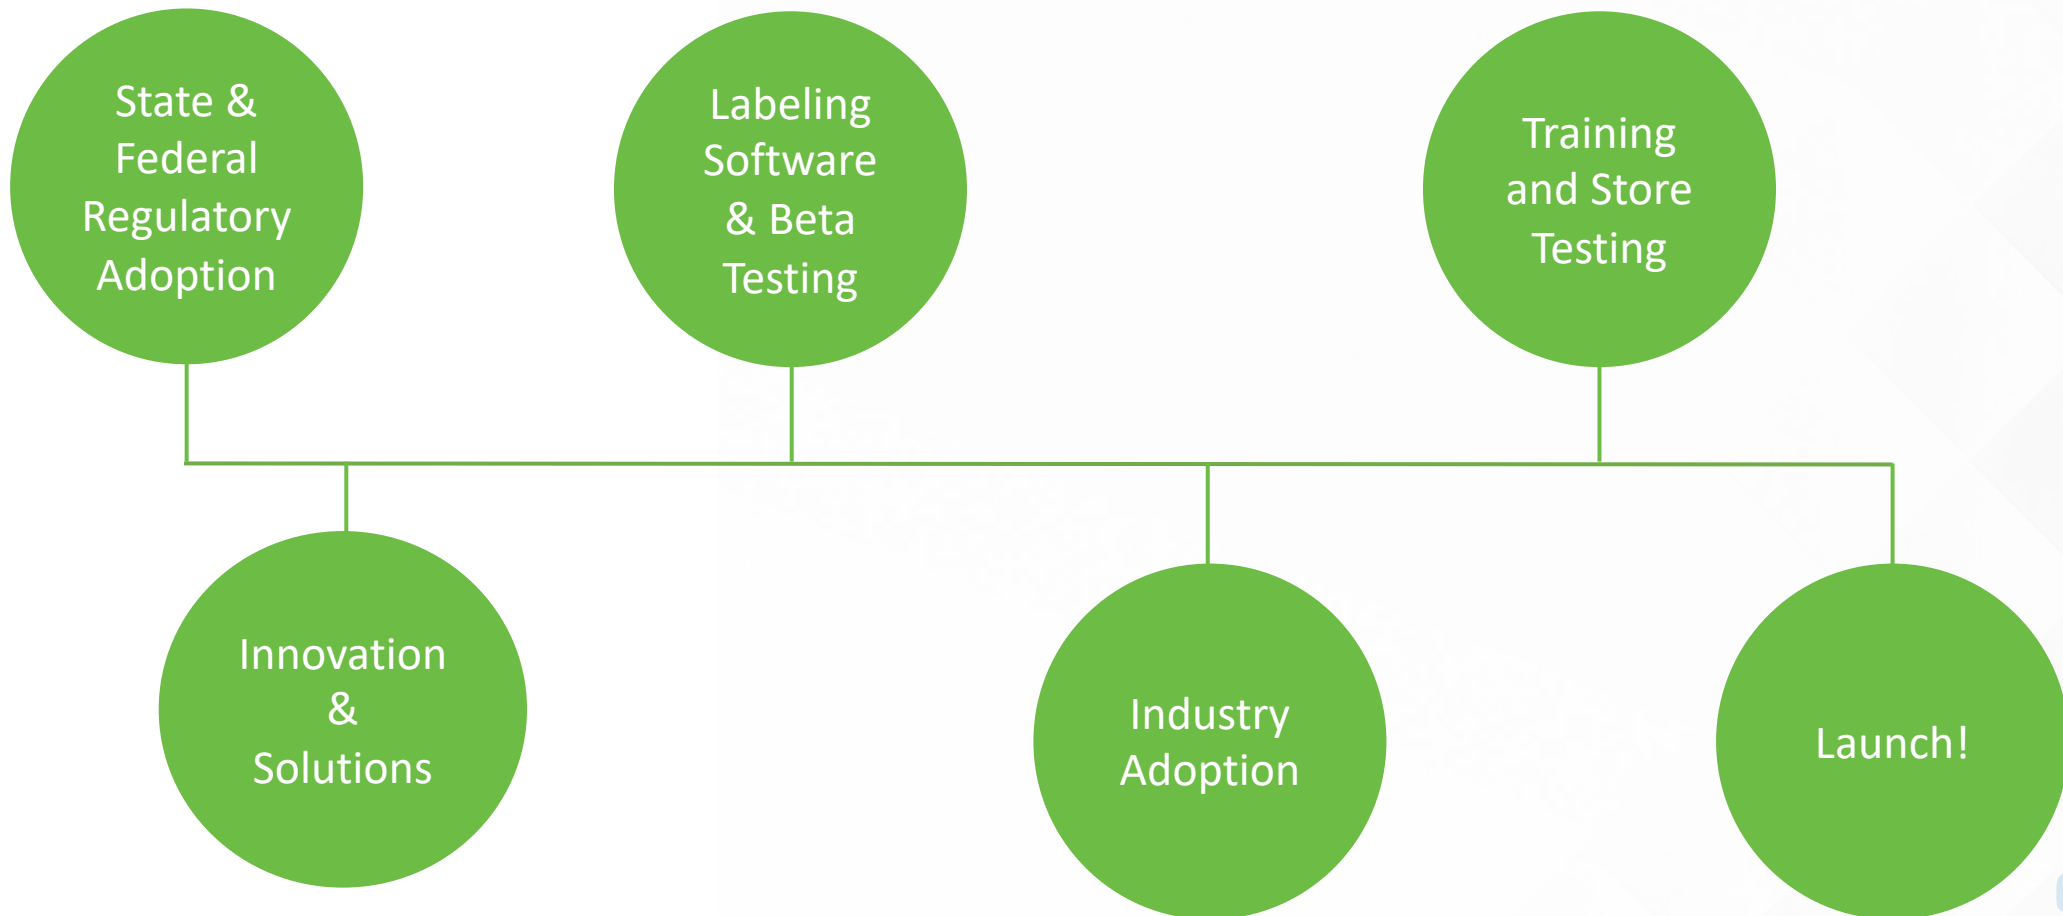 State &
Federal
Regulatory
Adoption
Labeling
Software
& Beta
Testing
Training
and Store
Testing
Innovation
&
Solutions
Industry
Adoption
Launch!